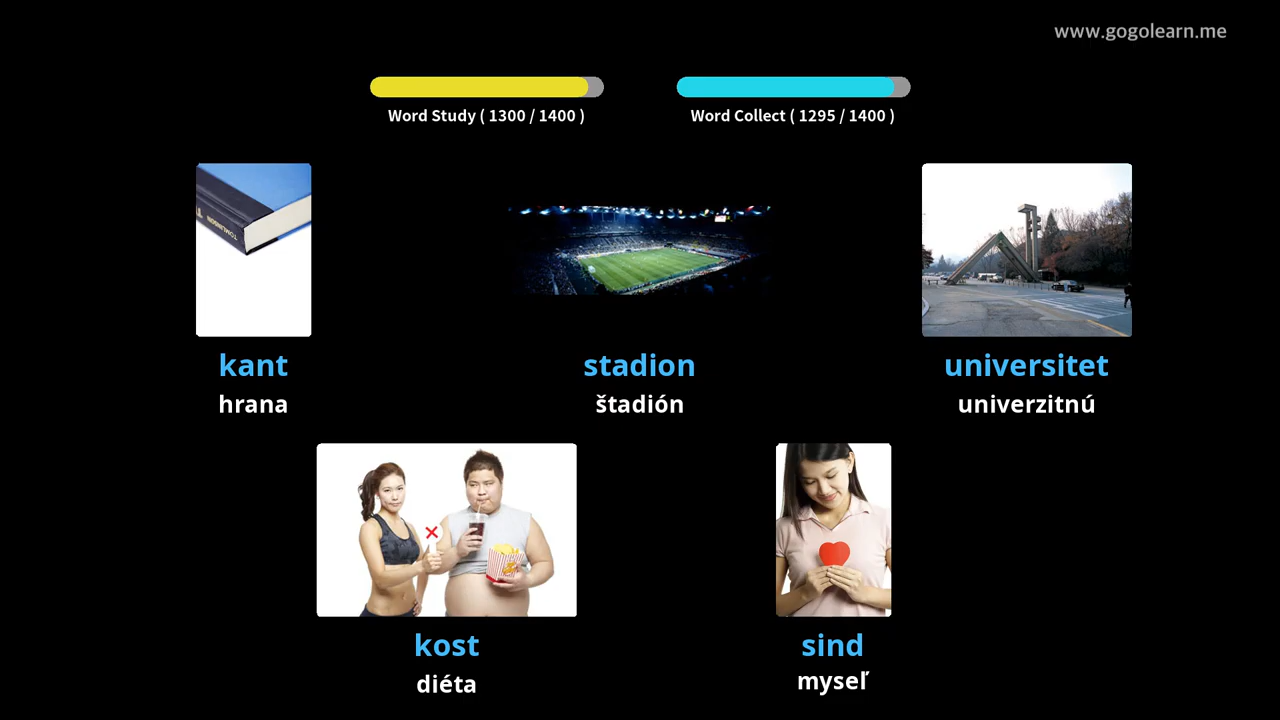 www.gogolearn.me
Word Study ( 1300 / 1400 )
Word Collect ( 1295 / 1400 )
TOMLINSON
kant
stadion
universitet
hrana
štadión
univerzitnú
kost
sind
diéta
myseľ